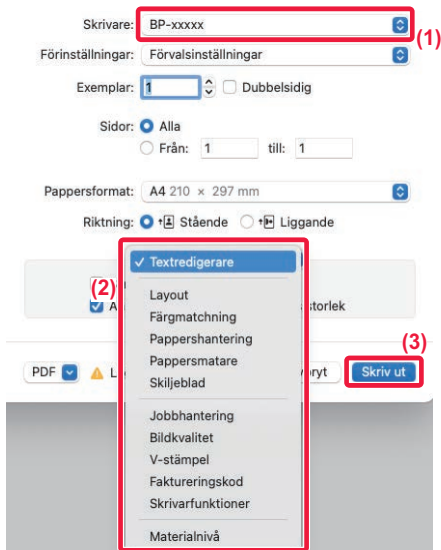 Skrivare: BP-xxxxx
(1)
Förinställningar: Förvalsinställningar
Exemplar: 1 Dubbelsidig
Sidor: Alla
Från: 1 till: 1
Pappersformat: A4 210 × 297 mm
Riktning: Stående Liggande
✓ Textredigerare
(2)
Layout
storlek
Färgmatchning
Pappershantering
(3)
Pappersmatare
PDF Skriv ut
Skiljeblad
Jobbhantering
Bildkvalitet
V-stämpel
Faktureringskod
Skrivarfunktioner
Materialnivå